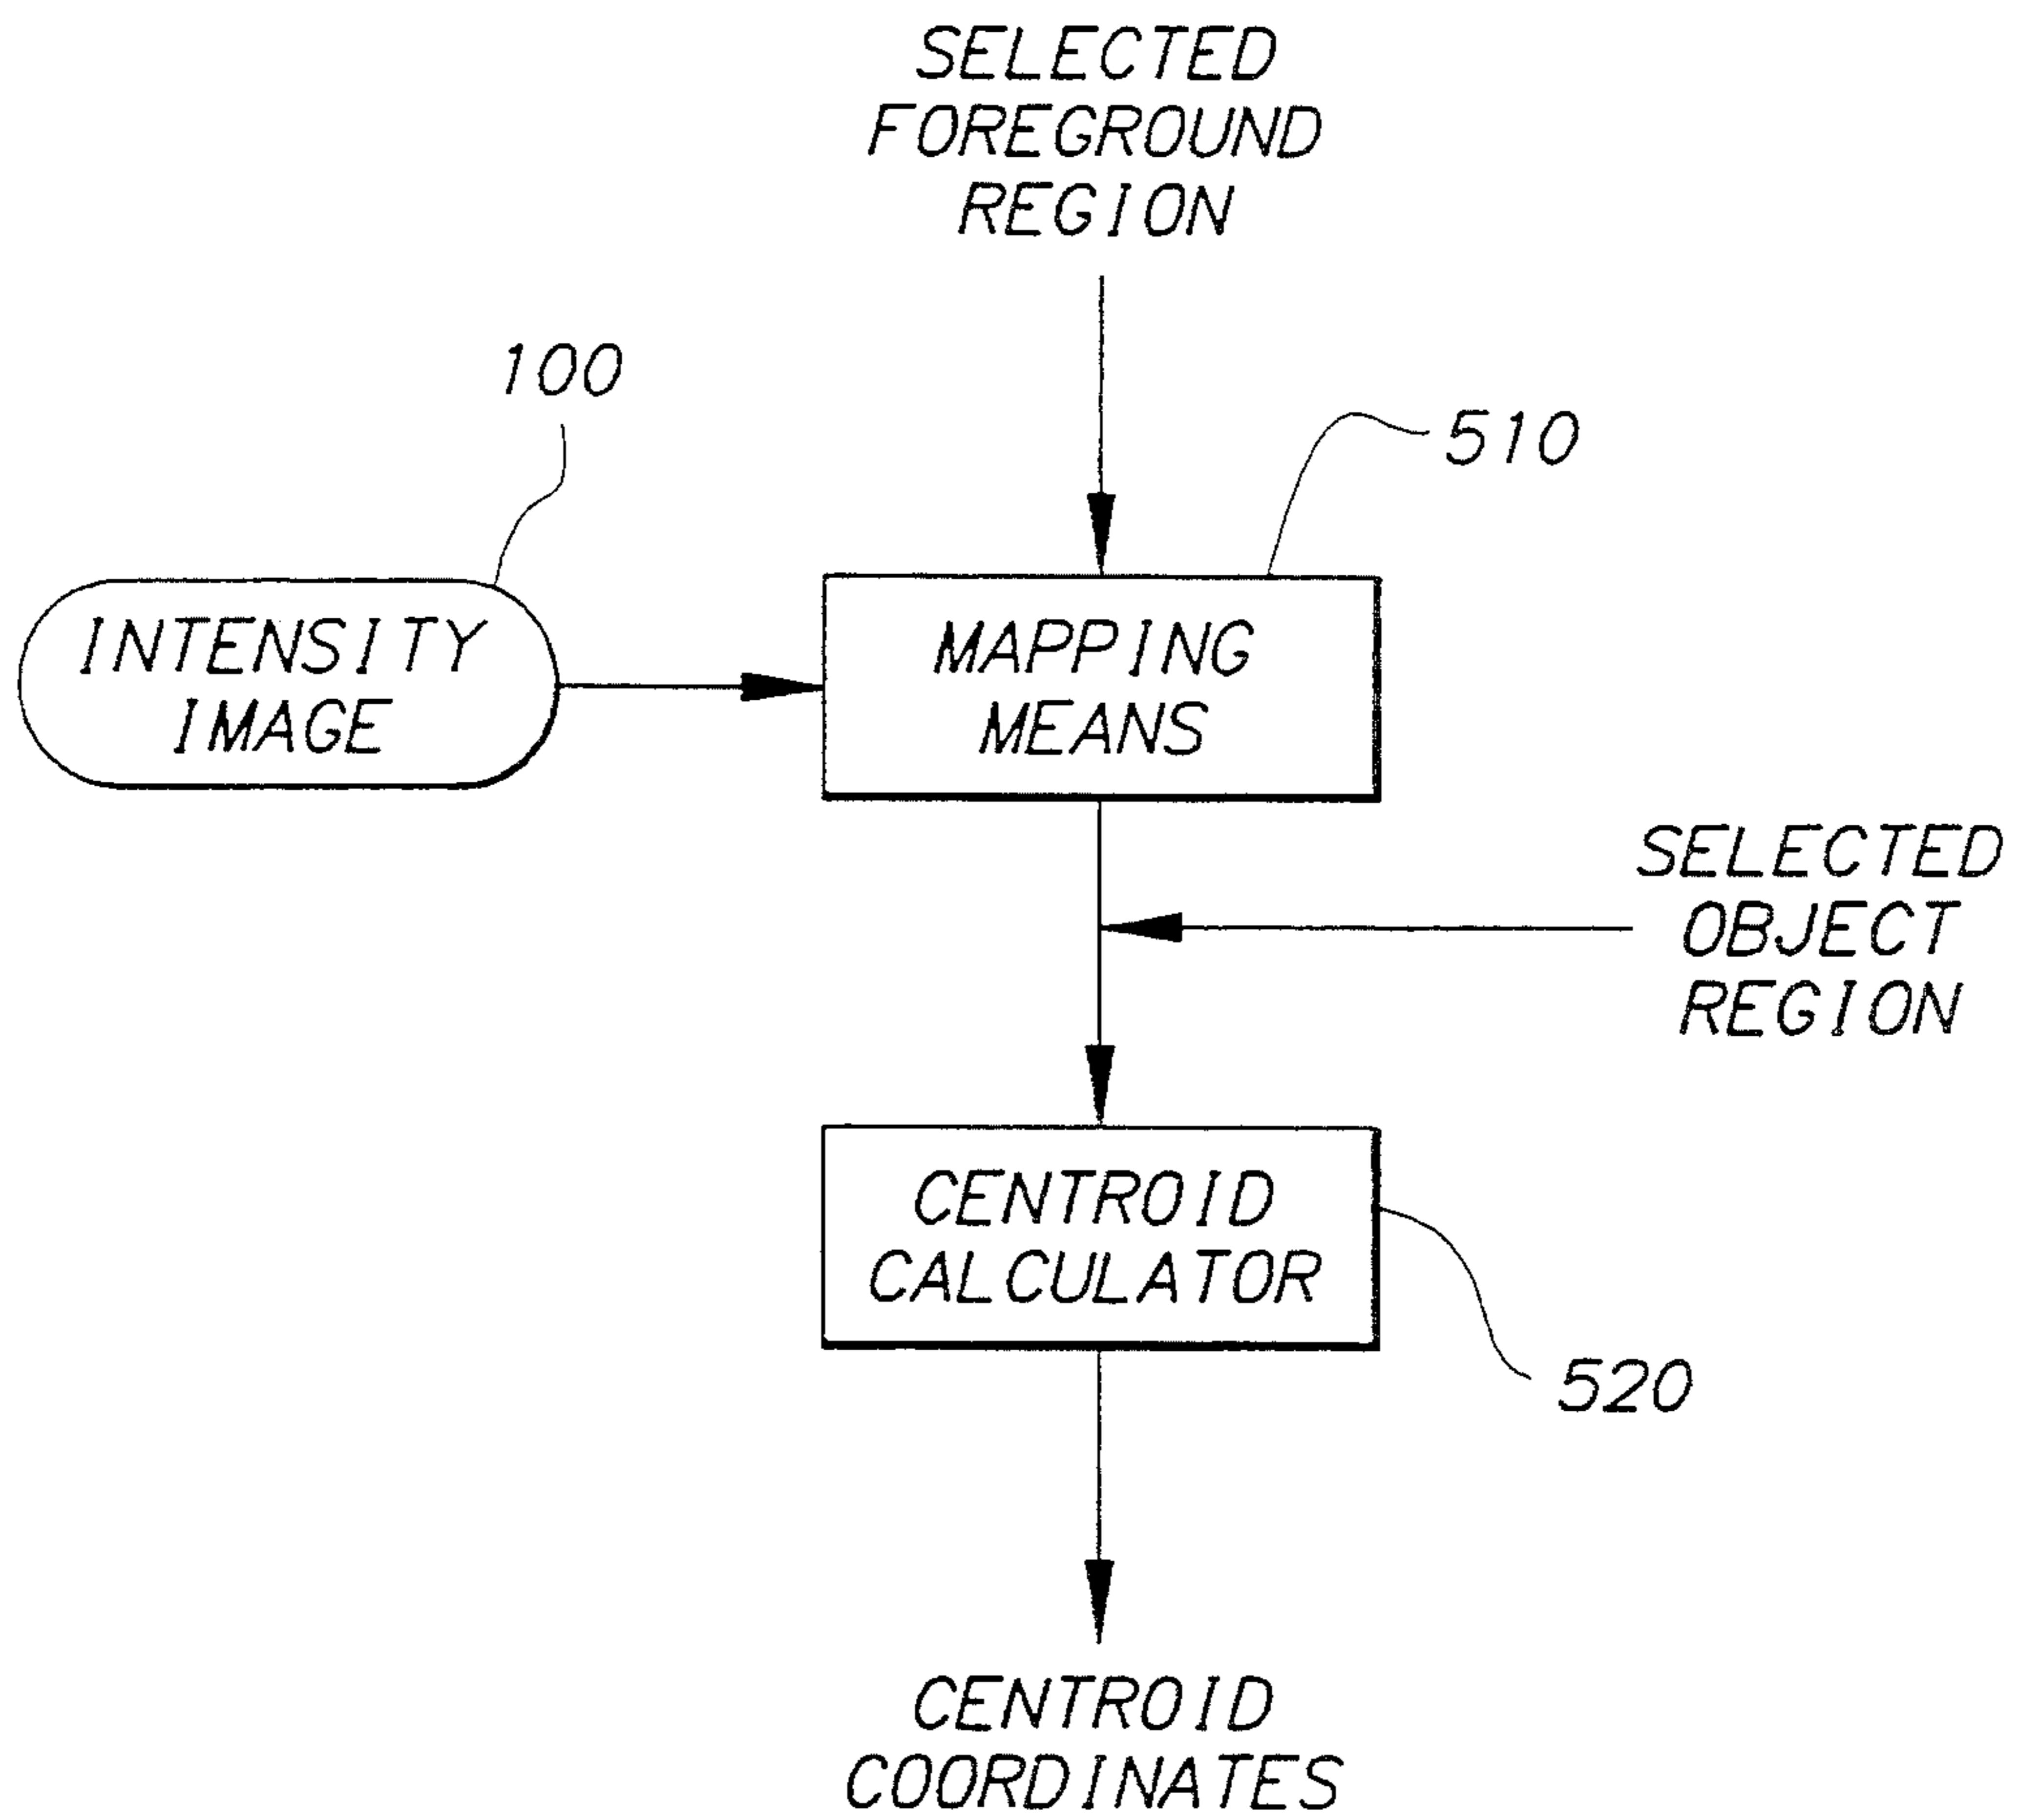 SELECTED
FOREGROUND
REGION
100
510
INTENSITY
IMAGE
MAPPING
MEANS
SELECTED
OBJECT
REGION
CENTROID
CALCULATOR
520
CENTROID
COORDINATES